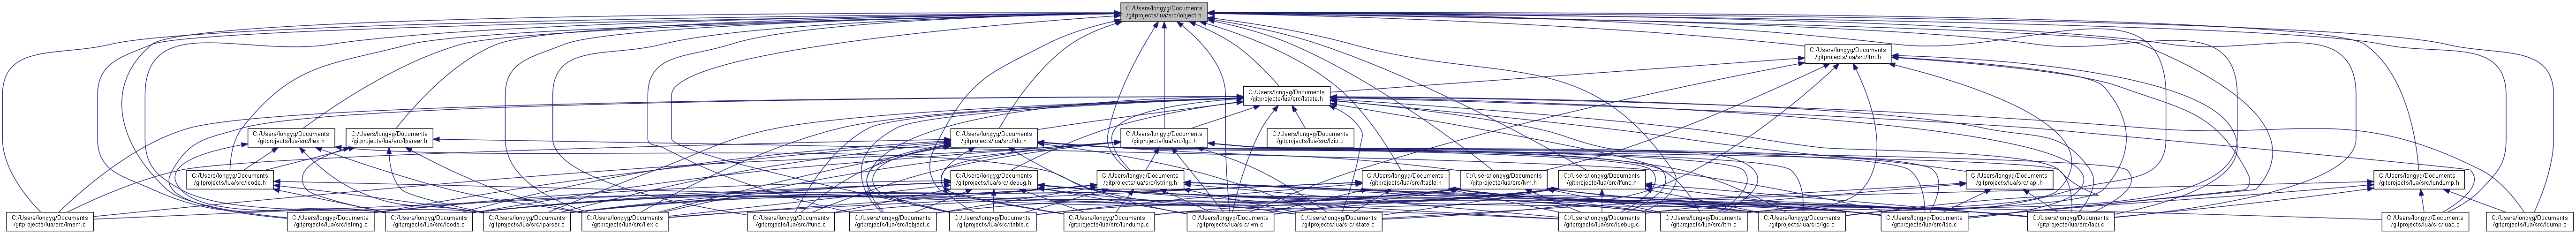 C:/Users/longyg/Documents
/gitprojects/lua/src/lobject.h
C:/Users/longyg/Documents
/gitprojects/lua/src/ltm.h
C:/Users/longyg/Documents
/gitprojects/lua/src/lstate.h
C:/Users/longyg/Documents
/gitprojects/lua/src/llex.h
C:/Users/longyg/Documents
/gitprojects/lua/src/lparser.h
C:/Users/longyg/Documents
/gitprojects/lua/src/ldo.h
C:/Users/longyg/Documents
/gitprojects/lua/src/lgc.h
C:/Users/longyg/Documents
/gitprojects/lua/src/lzio.c
C:/Users/longyg/Documents
/gitprojects/lua/src/lcode.h
C:/Users/longyg/Documents
/gitprojects/lua/src/ldebug.h
C:/Users/longyg/Documents
/gitprojects/lua/src/lstring.h
C:/Users/longyg/Documents
/gitprojects/lua/src/ltable.h
C:/Users/longyg/Documents
/gitprojects/lua/src/lvm.h
C:/Users/longyg/Documents
/gitprojects/lua/src/lfunc.h
C:/Users/longyg/Documents
/gitprojects/lua/src/lapi.h
C:/Users/longyg/Documents
/gitprojects/lua/src/lundump.h
C:/Users/longyg/Documents
/gitprojects/lua/src/lmem.c
C:/Users/longyg/Documents
/gitprojects/lua/src/lstring.c
C:/Users/longyg/Documents
/gitprojects/lua/src/lcode.c
C:/Users/longyg/Documents
/gitprojects/lua/src/lparser.c
C:/Users/longyg/Documents
/gitprojects/lua/src/llex.c
C:/Users/longyg/Documents
/gitprojects/lua/src/lfunc.c
C:/Users/longyg/Documents
/gitprojects/lua/src/lobject.c
C:/Users/longyg/Documents
/gitprojects/lua/src/ltable.c
C:/Users/longyg/Documents
/gitprojects/lua/src/lundump.c
C:/Users/longyg/Documents
/gitprojects/lua/src/lvm.c
C:/Users/longyg/Documents
/gitprojects/lua/src/lstate.c
C:/Users/longyg/Documents
/gitprojects/lua/src/ldebug.c
C:/Users/longyg/Documents
/gitprojects/lua/src/ltm.c
C:/Users/longyg/Documents
/gitprojects/lua/src/lgc.c
C:/Users/longyg/Documents
/gitprojects/lua/src/ldo.c
C:/Users/longyg/Documents
/gitprojects/lua/src/lapi.c
C:/Users/longyg/Documents
/gitprojects/lua/src/luac.c
C:/Users/longyg/Documents
/gitprojects/lua/src/ldump.c